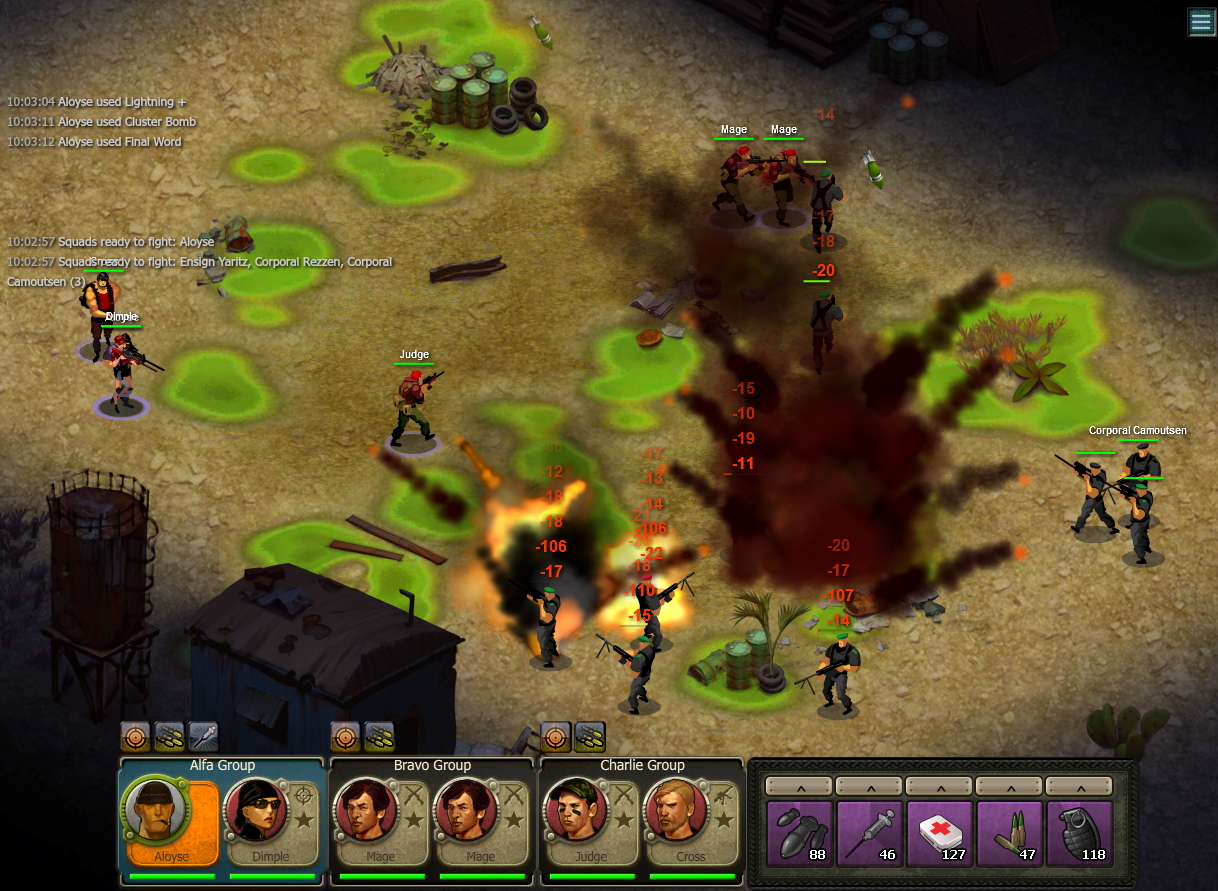 10:03:04 Aloyse used Lightning +
10:03:11 Aloyse used Cluster Bomb
10:03:12 Aloyse used Final Word
10:02:57 Squads ready to fight: Aloyse
10:02:57 Squads ready to fight: Ensign Yaritz, Corporal Rezzen, Corporal
Camoutsen (3)
Dimple
Judge
Mage Mage
Corporal Camoutsen
-14
-17
-18
-20
-15
-10
-19
-11
-12
-18
-18
-106
-17
-17
-13
-14
-106
-22
-18
-110
-15
-20
-17
-107
-14
Alfa Group
Aloyse
Dimple
Bravo Group
Mage
Mage
Charlie Group
Judge
Cross
88
46
127
47
118